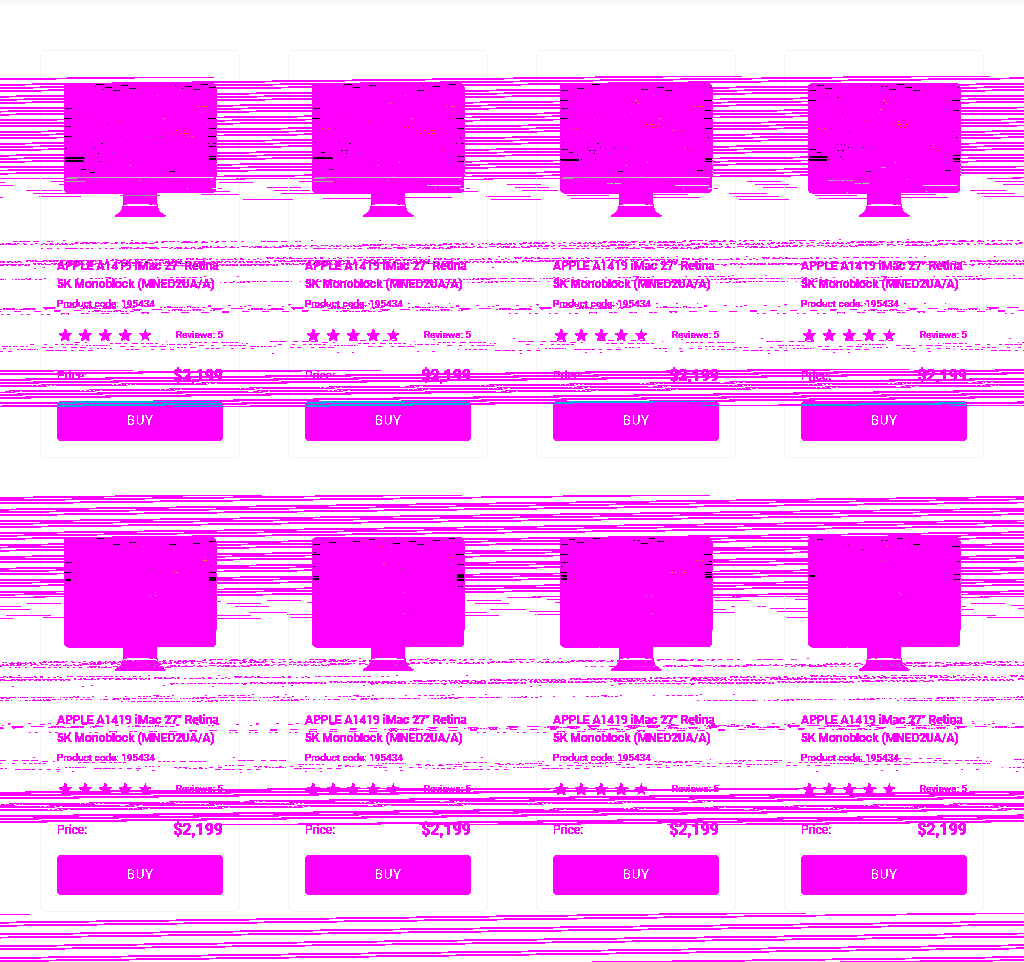 APPLE A1419 iMac 27" Retina
5K Monoblock (MNED2UA/A)
Product code: 195434
Reviews: 5
Price: $2,199
BUY
APPLE A1419 iMac 27" Retina
5K Monoblock (MNED2UA/A)
Product code: 195434
Reviews: 5
Price: $2,199
BUY
APPLE A1419 iMac 27" Retina
5K Monoblock (MNED2UA/A)
Product code: 195434
Reviews: 5
Price: $2,199
BUY
APPLE A1419 iMac 27" Retina
5K Monoblock (MNED2UA/A)
Product code: 195434
Reviews: 5
Price: $2,199
BUY
APPLE A1419 iMac 27" Retina
5K Monoblock (MNED2UA/A)
Product code: 195434
Reviews: 5
Price: $2,199
BUY
APPLE A1419 iMac 27" Retina
5K Monoblock (MNED2UA/A)
Product code: 195434
Reviews: 5
Price: $2,199
BUY
APPLE A1419 iMac 27" Retina
5K Monoblock (MNED2UA/A)
Product code: 195434
Reviews: 5
Price: $2,199
BUY
APPLE A1419 iMac 27" Retina
5K Monoblock (MNED2UA/A)
Product code: 195434
Reviews: 5
Price: $2,199
BUY